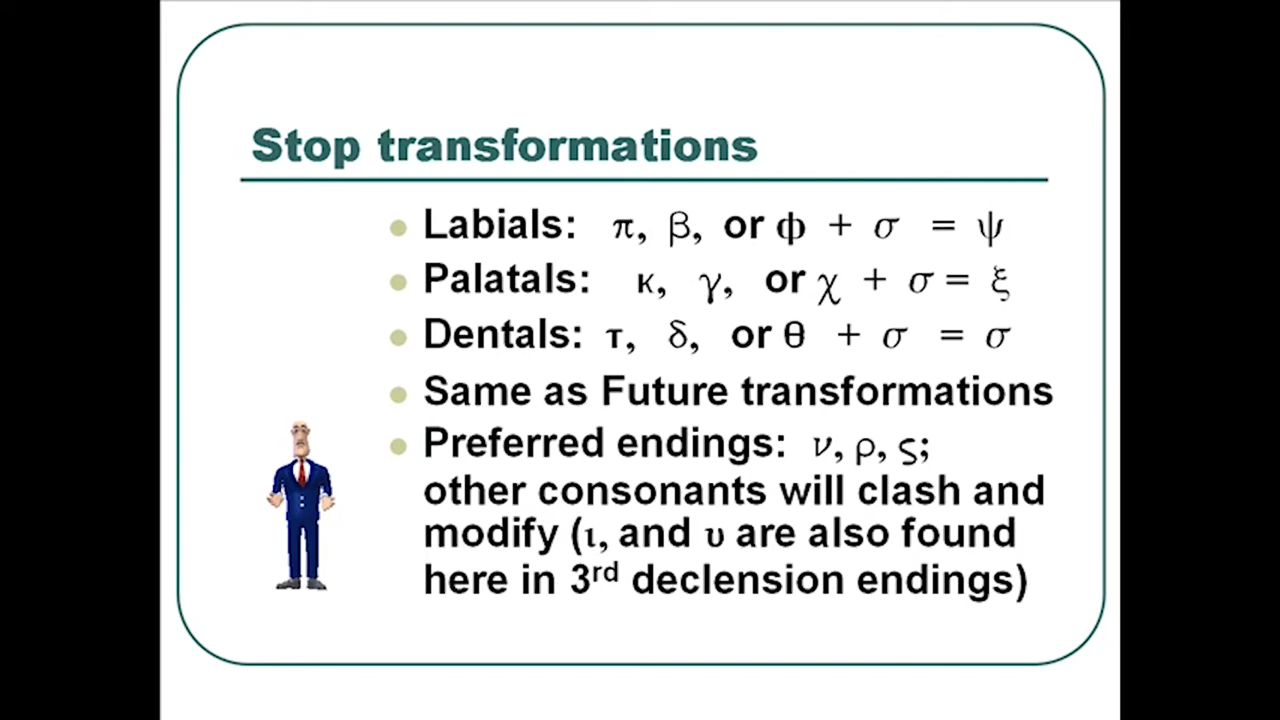 Stop transformations
Labials: π, β, or ϕ + σ = ψ
Palatals: κ, γ, or χ + σ = ξ
Dentals: τ, δ, or θ + σ = σ
Same as Future transformations
Preferred endings: ν, ρ, ς;
other consonants will clash and
modify (ι, and υ are also found
here in 3rd declension endings)